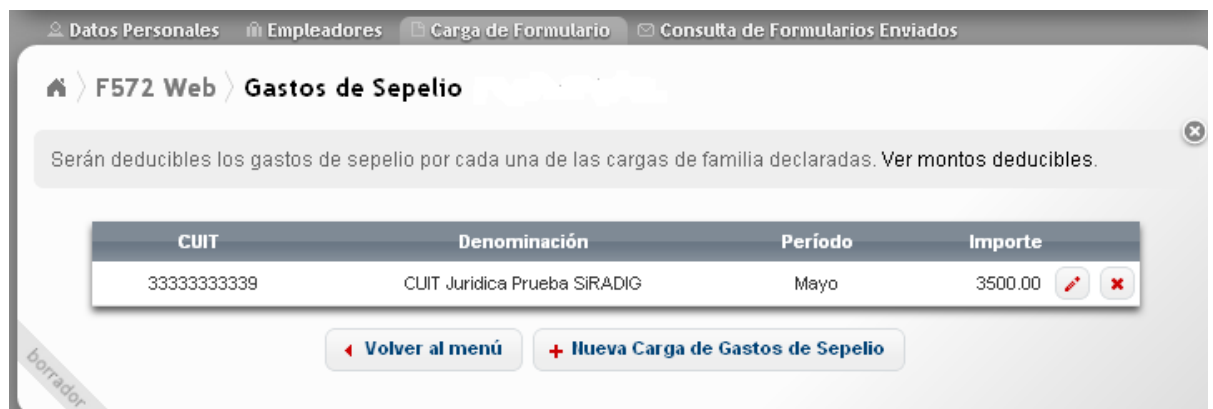 Datos Personales Empleadores Carga de Formulario Consulta de Formularios Enviados
F572 Web Gastos de Sepelio
Serán deducibles los gastos de sepelio por cada una de las cargas de familia declaradas. Ver montos deducibles.
CUIT Denominación Período Importe
33333333339 CUIT Juridica Prueba SiRADIG Mayo 3500.00
Volver al menú + Nueva Carga de Gastos de Sepelio
borrador